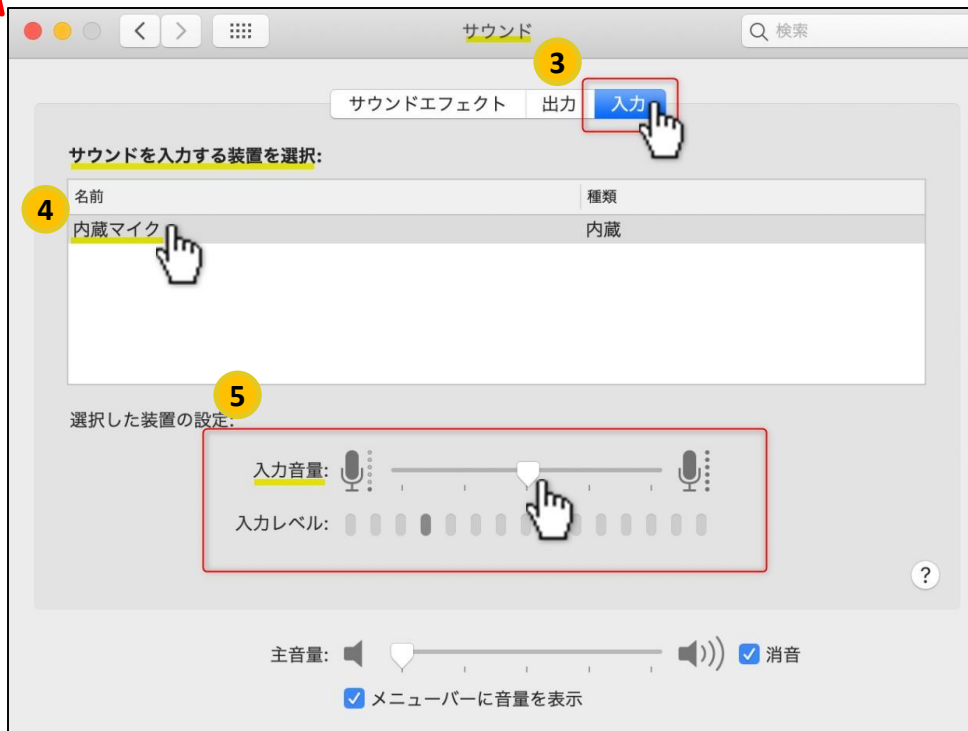 サウンド
検索
3
サウンドエフェクト 出力 入力
サウンドを入力する装置を選択:
名前 種類
4
内蔵マイク 内蔵
5
選択した装置の設定:
入力音量:
入力レベル:
?
主音量: 消音
メニューバーに音量を表示